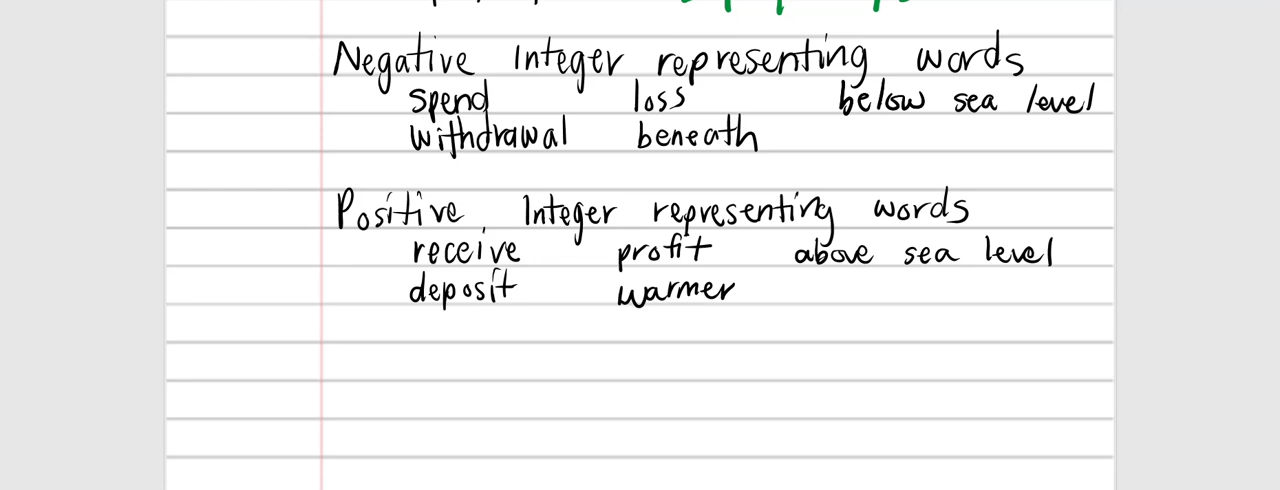 Negative Integer representing words
spend loss below sea level
withdrawal beneath
Positive Integer representing words
receive profit above sea level
deposit warmer